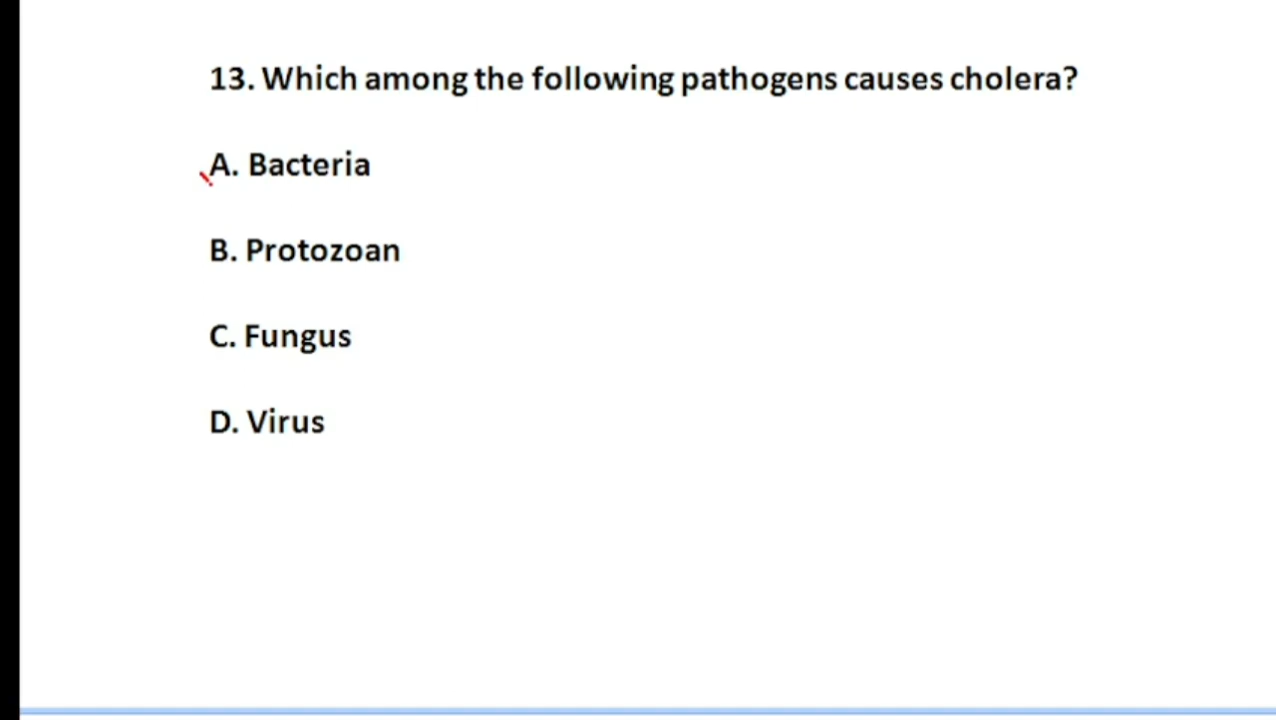 13. Which among the following pathogens causes cholera?
A. Bacteria
B. Protozoan
C. Fungus
D. Virus